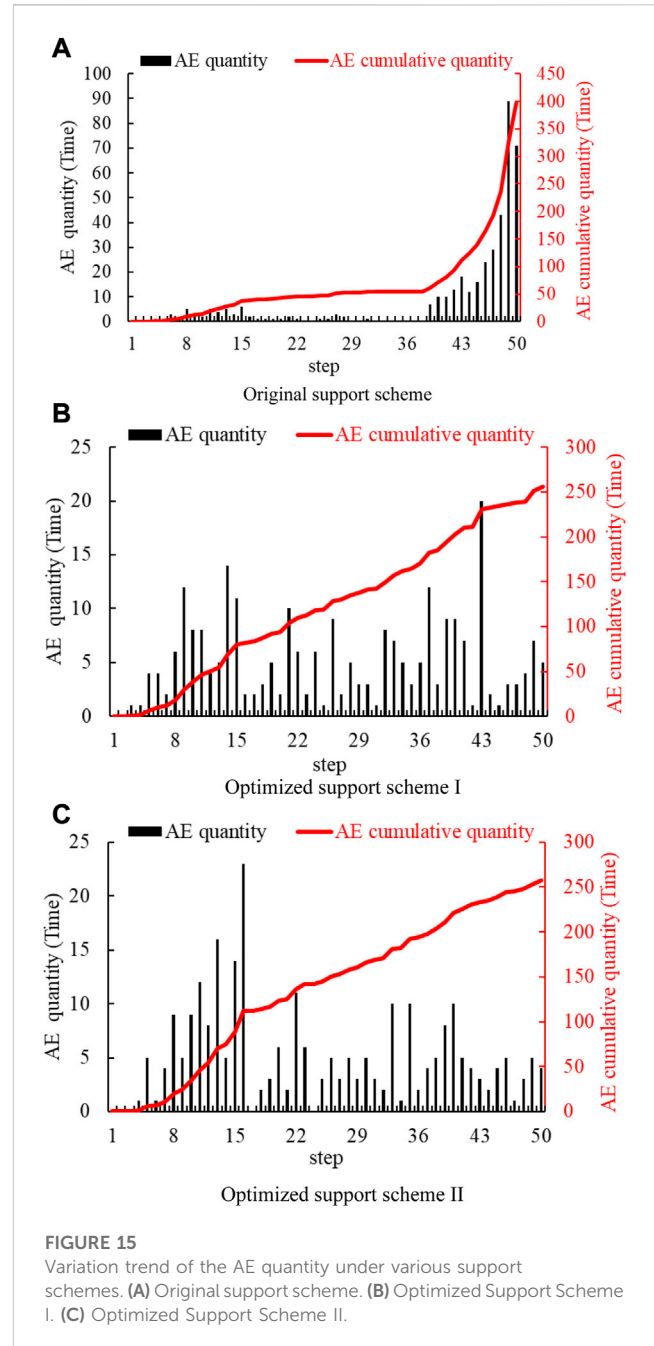 A
AE quantity
AE cumulative quantity
100
90
80
70
60
50
40
30
20
10
0
AE quantity (Time)
450
400
350
300
250
200
150
100
50
0
AE cumulative quantity (Time)
1 8 15 22 29 36 43 50
step
Original support scheme
B
AE quantity
AE cumulative quantity
25
20
15
10
5
0
AE quantity (Time)
300
250
200
150
100
50
0
AE cumulative quantity (Time)
1 8 15 22 29 36 43 50
step
Optimized support scheme I
C
AE quantity
AE cumulative quantity
25
20
15
10
5
0
AE quantity (Time)
300
250
200
150
100
50
0
AE cumulative quantity (Time)
1 8 15 22 29 36 43 50
step
Optimized support scheme II
FIGURE 15
Variation trend of the AE quantity under various support
schemes. (A) Original support scheme. (B) Optimized Support Scheme
I. (C) Optimized Support Scheme II.